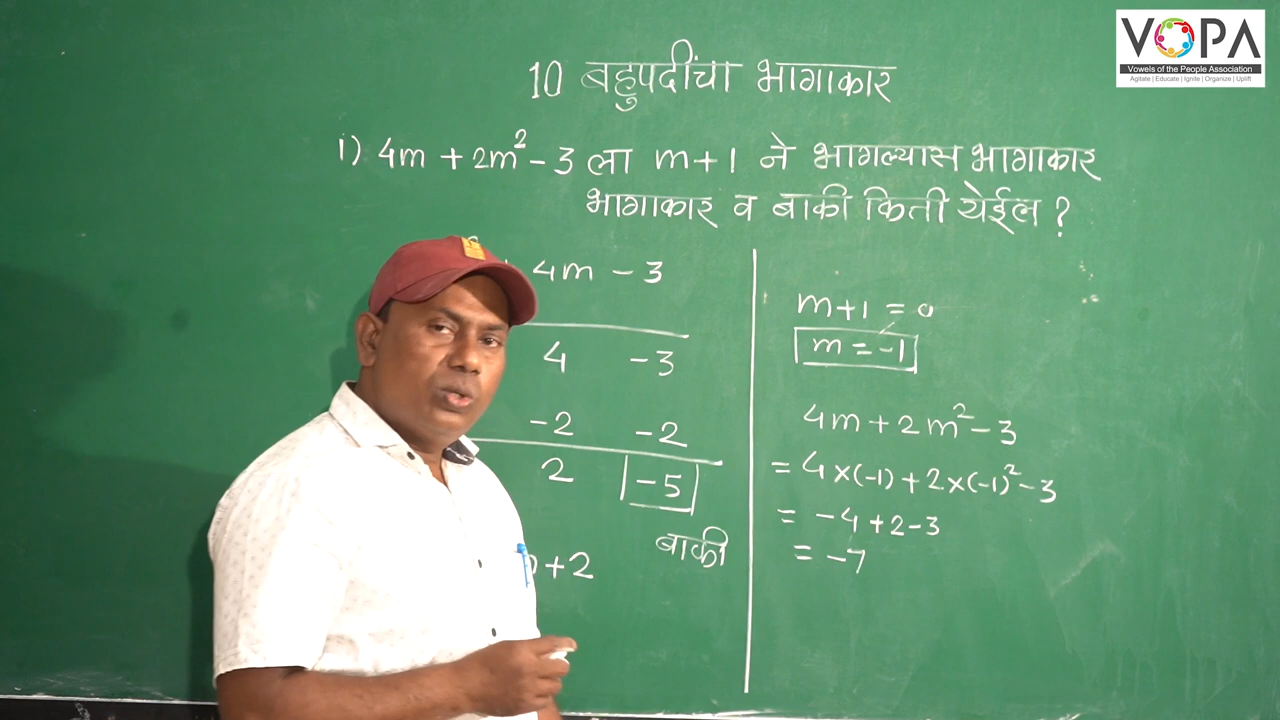 VOPA
Vowels of the People Association
Agitate | Educate | Ignite | Organize | Uplift
10 बहुपदींचा भागाकार
1) 4m + 2m² - 3 ला m + 1 ने भागल्यास भागाकार
भागाकार व बाकी किती येईल ?
4m - 3
4 -3
-2 -2
2 -5
बाकी
+2
m+1 = 0
m = -1
4m + 2m² - 3
= 4 × (-1) + 2 × (-1)² - 3
= -4 + 2 - 3
= -7